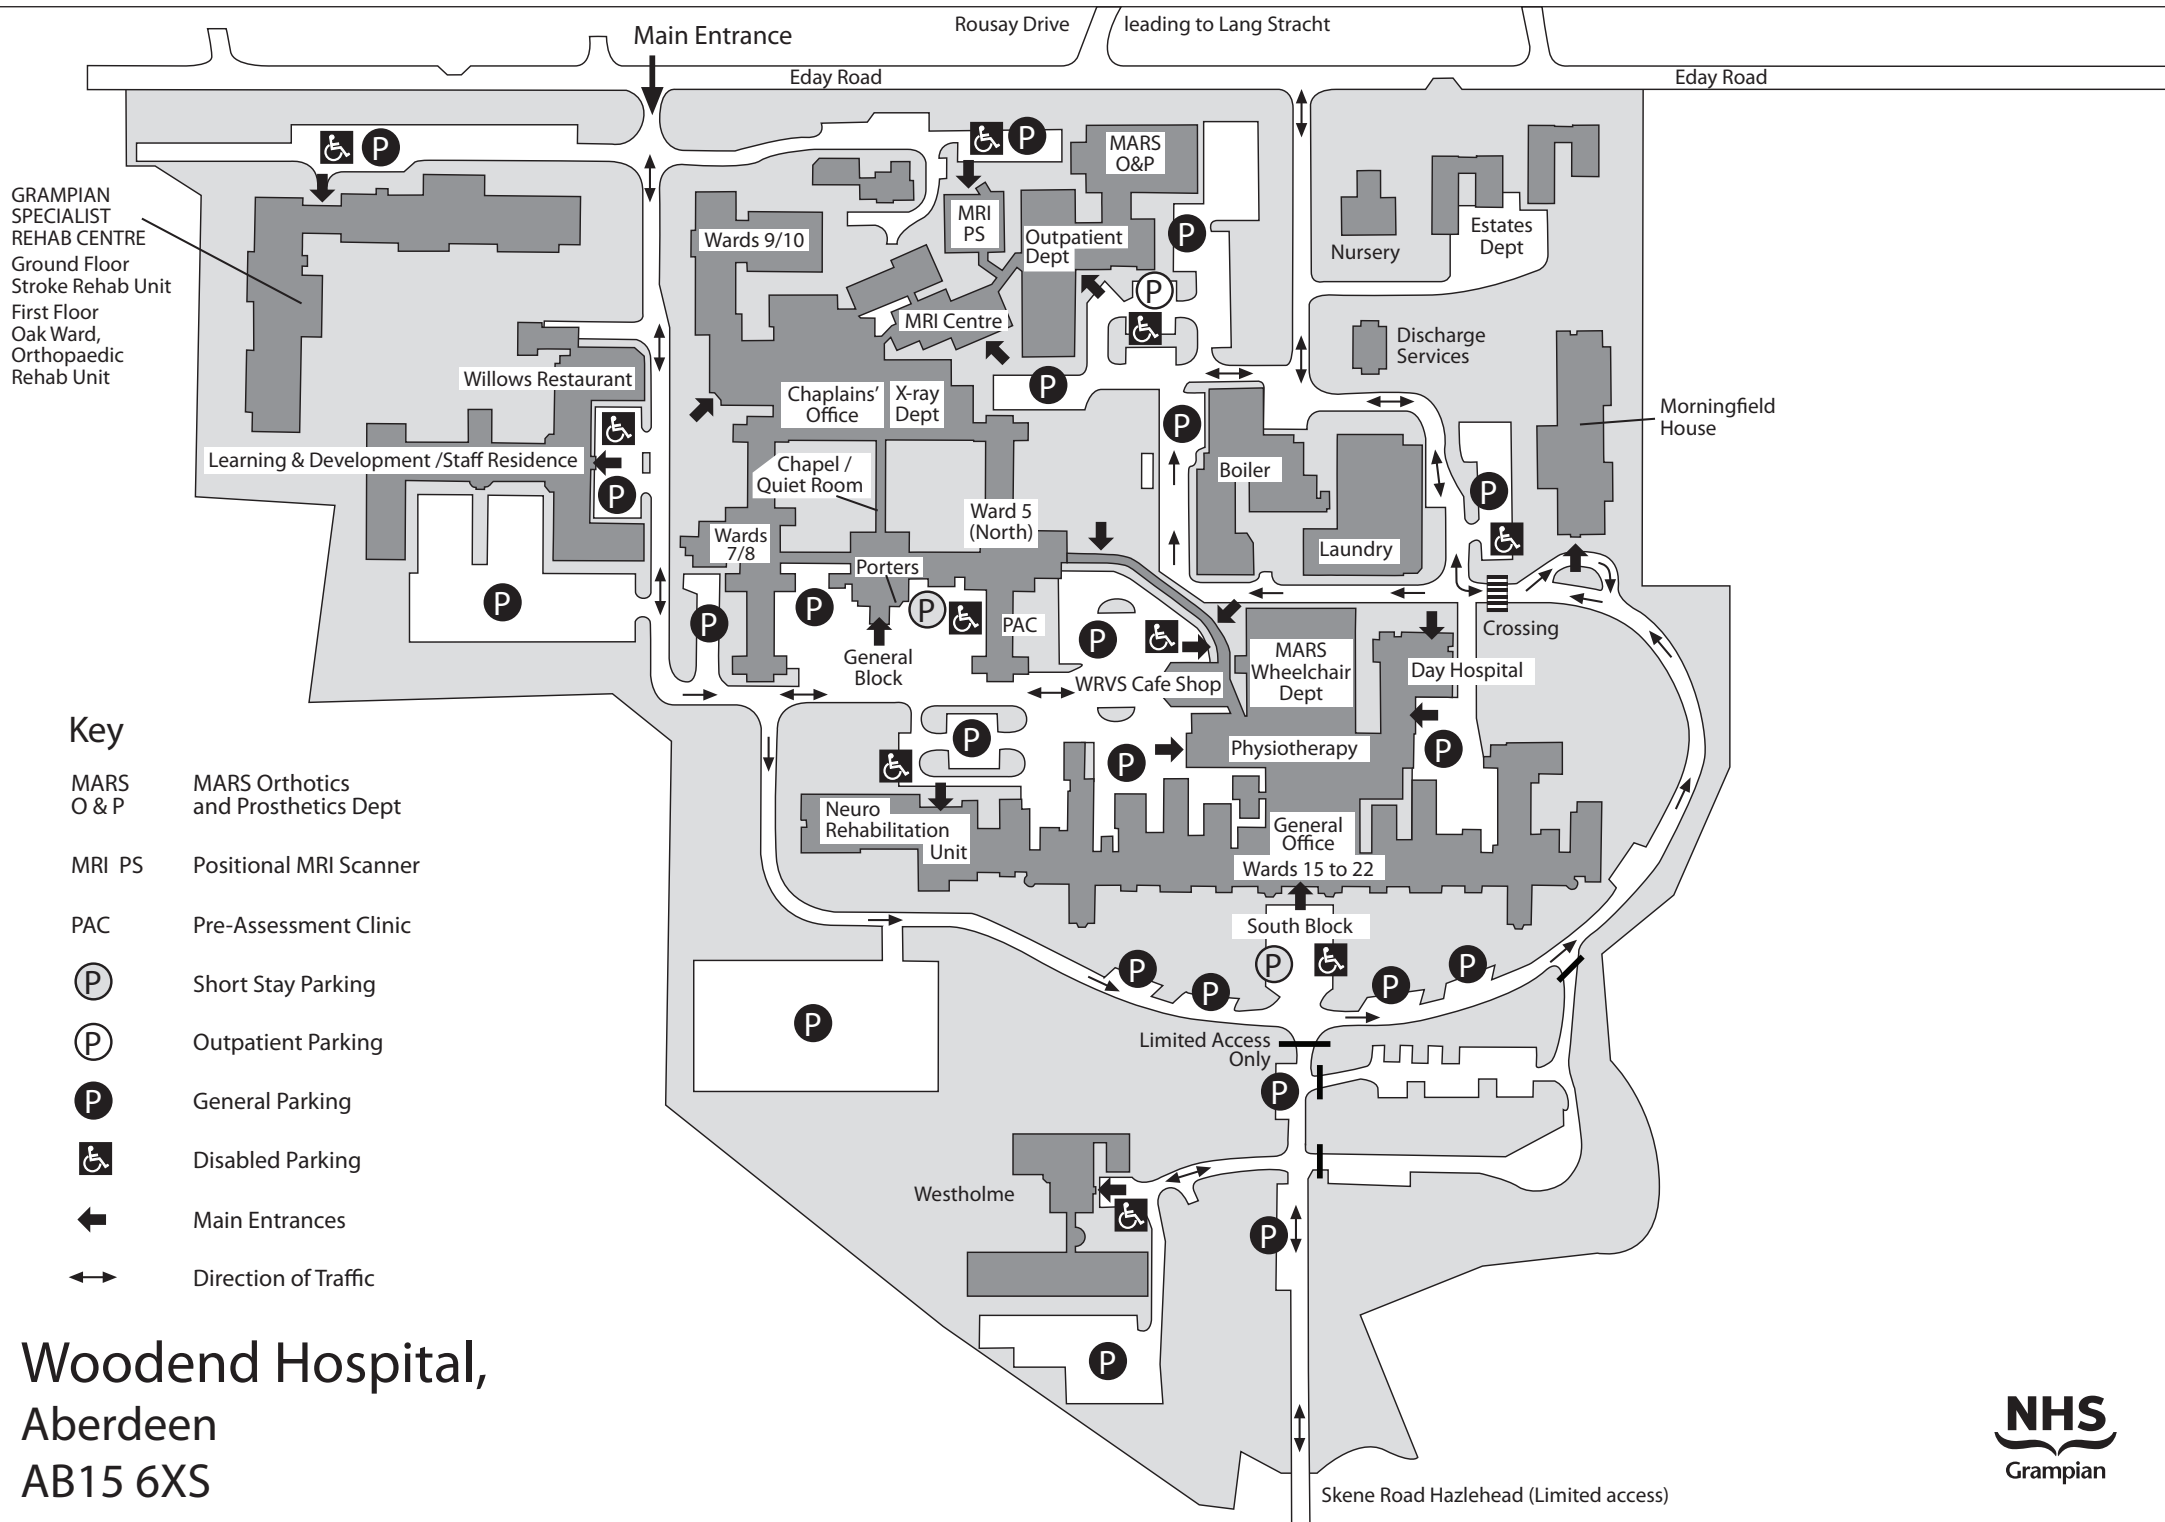 Rousay Drive
leading to Lang Stracht
Main Entrance
Eday Road
Eday Road
P
P
MARS
O&P
GRAMPIAN
SPECIALIST
REHAB CENTRE
Ground Floor
Stroke Rehab Unit
First Floor
Oak Ward,
Orthopaedic
Rehab Unit
MRI
PS
Wards 9/10
Outpatient
Dept
P
Estates
Dept
Nursery
P
MRI Centre
Discharge
Services
Willows Restaurant
Chaplains’
Office
X-ray
Dept
P
Morningfield
House
P
Learning & Development /Staff Residence
Chapel /
Quiet Room
Boiler
P
P
Ward 5
(North)
Wards
7/8
Laundry
Porters
P
P
P
P
PAC
P
Crossing
General
Block
MARS
Wheelchair
Dept
Day Hospital
WRVS Cafe Shop
P
Physiotherapy
P
P
Neuro
Rehabilitation
Unit
General
Office
Wards 15 to 22
South Block
P
P
P
P
P
P
Limited Access
Only
P
Westholme
P
P
Skene Road Hazlehead (Limited access)
Key
MARS
O & P
MARS Orthotics
and Prosthetics Dept
MRI PS
Positional MRI Scanner
PAC
Pre-Assessment Clinic
P
Short Stay Parking
P
Outpatient Parking
P
General Parking
Disabled Parking
Main Entrances
Direction of Traffic
Woodend Hospital,
Aberdeen
AB15 6XS
NHS
Grampian